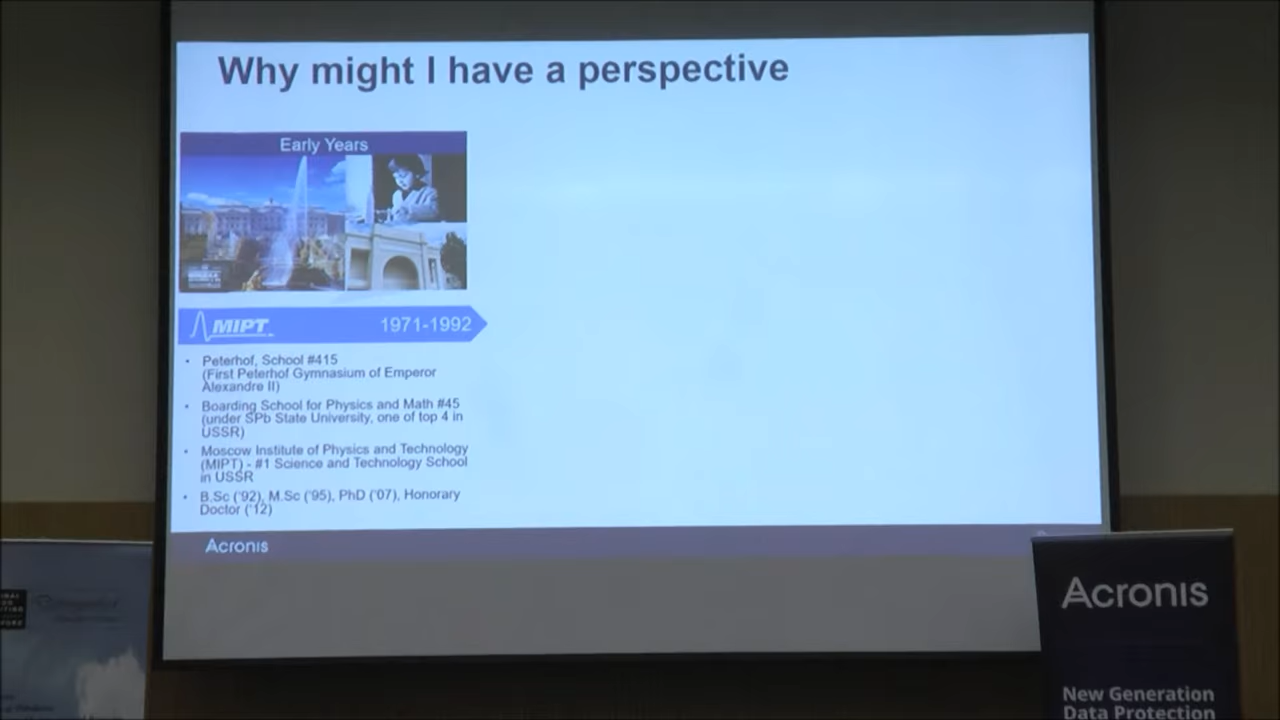 Why might I have a perspective
Early Years
MIPT
1971-1992
• Peterhof, School #415
(First Peterhof Gymnasium of Emperor
Alexandre II)
• Boarding School for Physics and Math #45
(under SPb State University, one of top 4 in
USSR)
• Moscow Institute of Physics and Technology
(MIPT) - #1 Science and Technology School
in USSR
• B.Sc ('92), M.Sc ('95), PhD ('07), Honorary
Doctor ('12)
Acronis
Acronis
New Generation
Data Protection